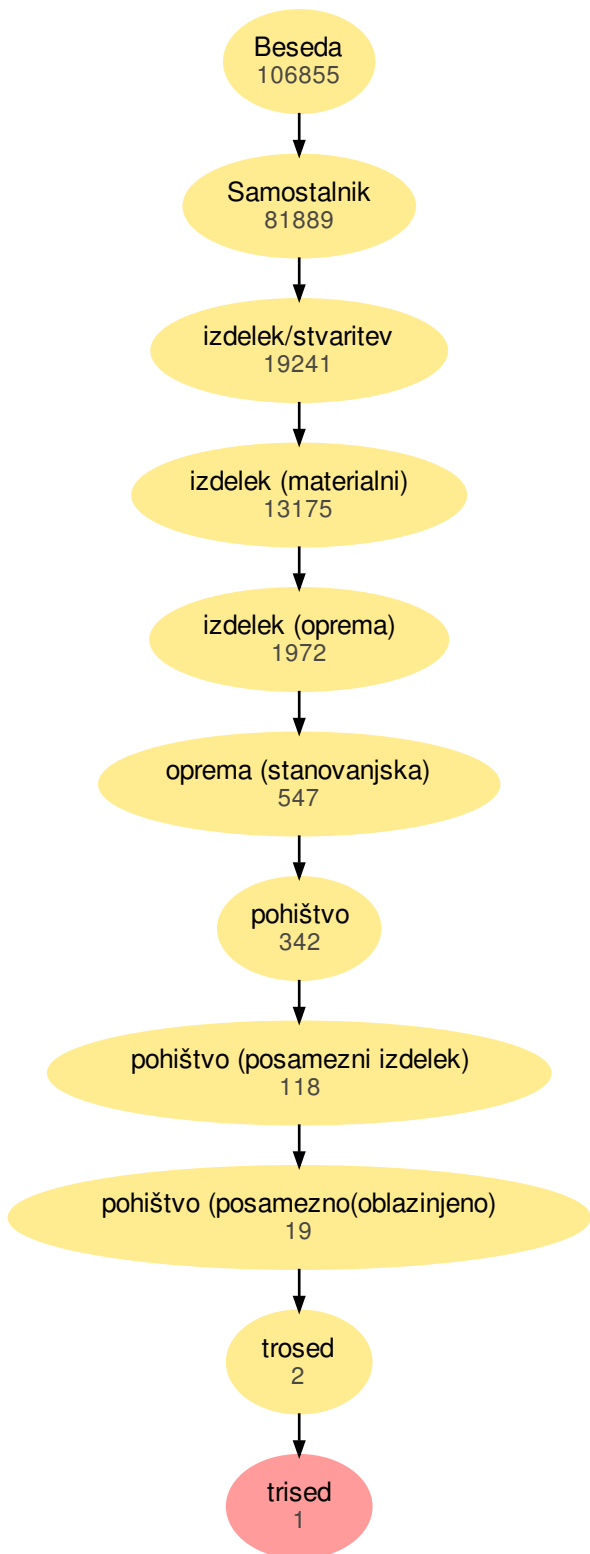 Beseda
106855
Samostalnik
81889
izdelek/stvaritev
19241
izdelek (materialni)
13175
izdelek (oprema)
1972
oprema (stanovanjska)
547
pohištvo
342
pohištvo (posamezni izdelek)
118
pohištvo (posamezno(oblazinjeno)
19
trosed
2
trised
1